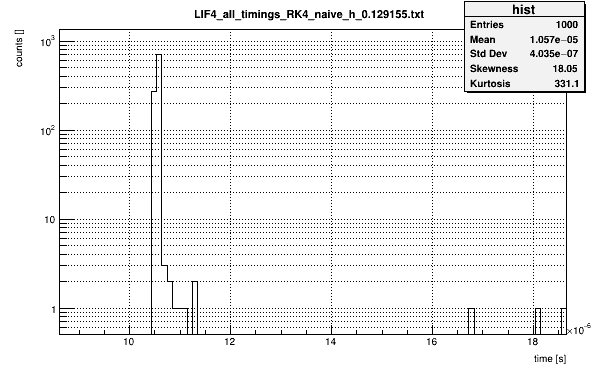 LIF4_all_timings_RK4_naive_h_0.129155.txt
hist
Entries 1000
Mean 1.057e−05
Std Dev 4.035e−07
Skewness 18.05
Kurtosis 331.1
counts []
10³
10²
10
1
10 12 14 16 18
×10⁻⁶
time [s]